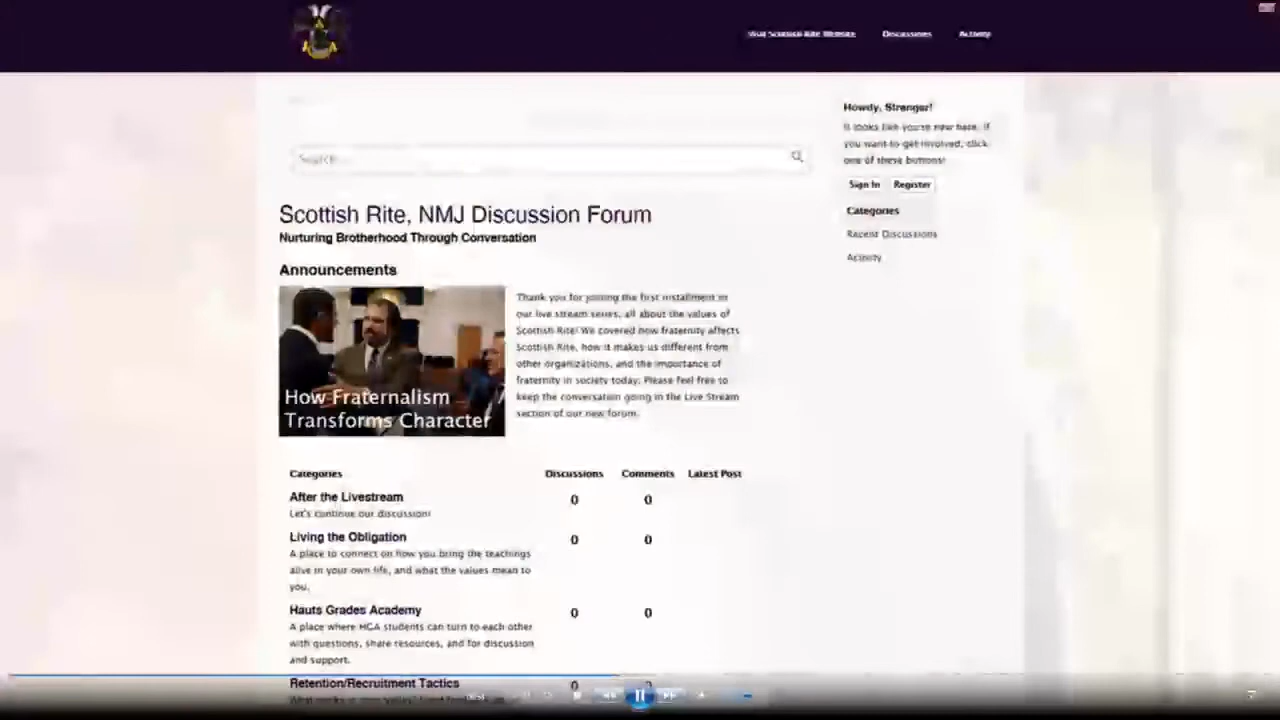 Visit Scottish Rite Website Discussions Activity
Howdy, Stranger!
It looks like you're new here. If
you want to get involved, click
one of these buttons!
Sign In Register
Categories
Recent Discussions
Activity
Search
Scottish Rite, NMJ Discussion Forum
Nurturing Brotherhood Through Conversation
Announcements
How Fraternalism
Transforms Character
Thank you for joining the first installment in
our live stream series, all about the values of
Scottish Rite! We covered how fraternity affects
Scottish Rite, how it makes us different from
other organizations, and the importance of
fraternity in society today. Please feel free to
keep the conversation going in the Live Stream
section of our new forum.
Categories Discussions Comments Latest Post
After the Livestream 0 0
Let's continue our discussion!
Living the Obligation 0 0
A place to connect on how you bring the teachings
alive in your own life, and what the values mean to
you.
Hauts Grades Academy 0 0
A place where HGA students can turn to each other
with questions, share resources, and for discussion
and support.
Retention/Recruitment Tactics 0 0